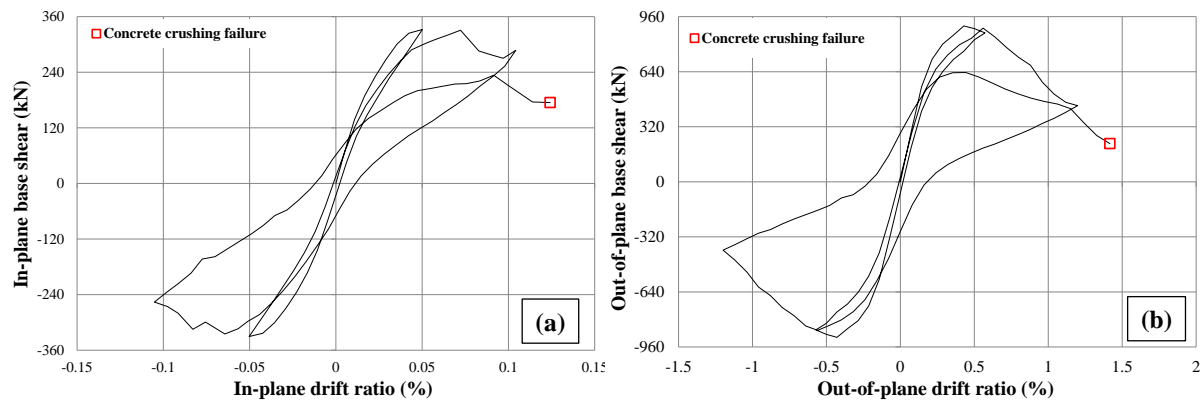 360
240
120
0
-120
-240
-360
In-plane base shear (kN)
Concrete crushing failure
(a)
-0.15 -0.1 -0.05 0 0.05 0.1 0.15
In-plane drift ratio (%)
960
640
320
0
-320
-640
-960
Out-of-plane base shear (kN)
Concrete crushing failure
(b)
-1.5 -1 -0.5 0 0.5 1 1.5 2
Out-of-plane drift ratio (%)